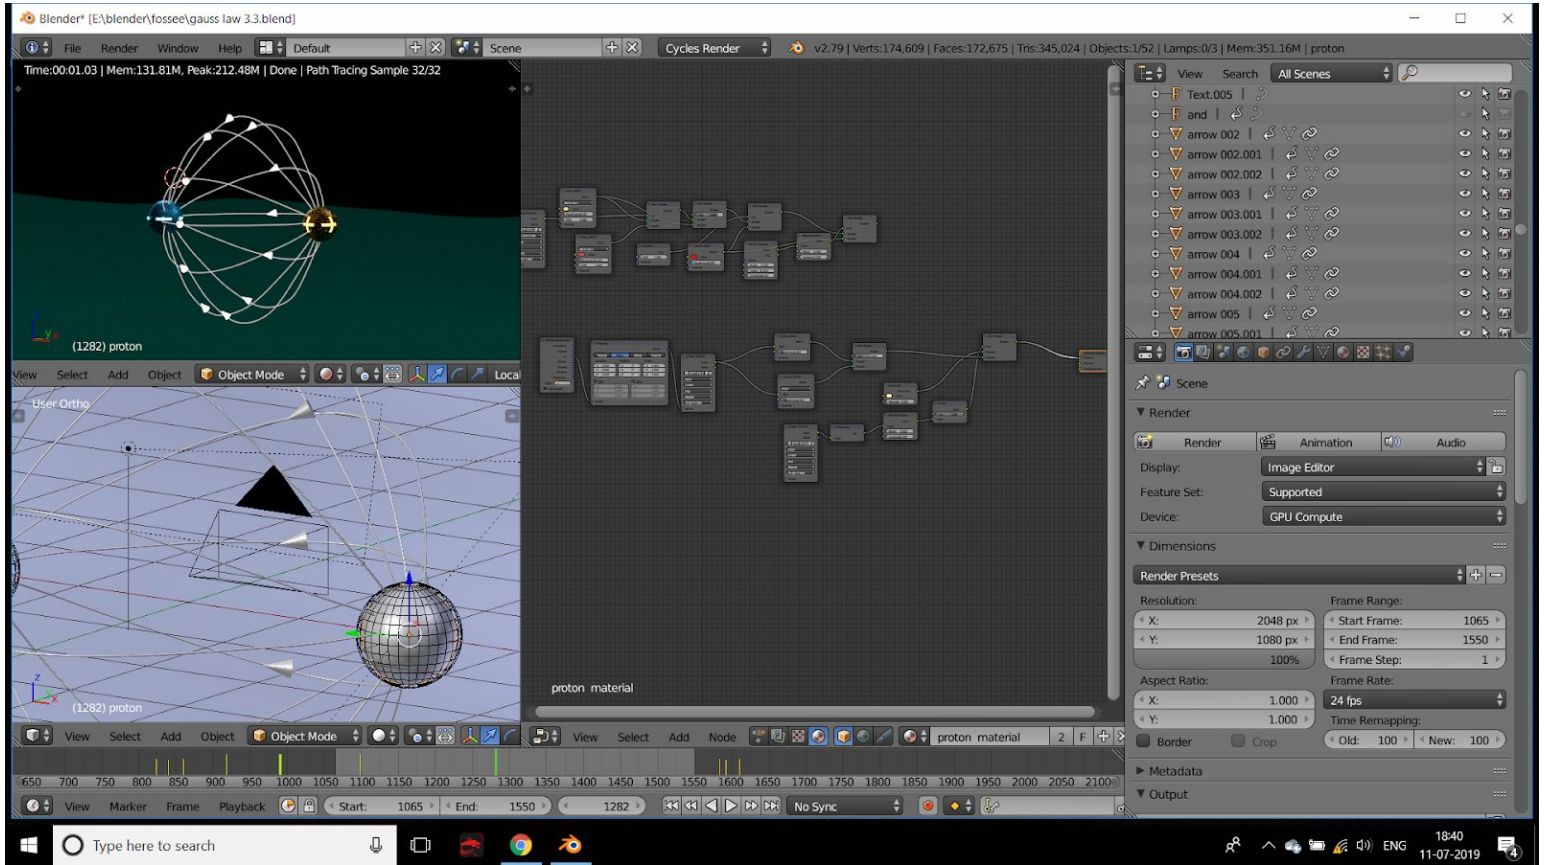 Blender* [E:\blender\fossee\gauss law 3.3.blend]
File Render Window Help Default Scene Cycles Render v2.79 | Verts:174,609 | Faces:172,675 | Tris:345,024 | Objects:1/52 | Lamps:0/3 | Mem:351.16M | proton
Time:00:01.03 | Mem:131.81M, Peak:212.48M | Done | Path Tracing Sample 32/32
(1282) proton
View Select Add Object Object Mode Local
User Ortho
(1282) proton
View Select Add Object Object Mode
proton material
View Select Add Node proton material 2 F
View Search All Scenes
Text.005
and
arrow 002
arrow 002.001
arrow 002.002
arrow 003
arrow 003.001
arrow 003.002
arrow 004
arrow 004.001
arrow 004.002
arrow 005
arrow 005.001
Scene
Render
Render Animation Audio
Display: Image Editor
Feature Set: Supported
Device: GPU Compute
Dimensions
Render Presets
Resolution: Frame Range:
X: 2048 px Start Frame: 1065
Y: 1080 px End Frame: 1550
100% Frame Step: 1
Aspect Ratio: Frame Rate:
X: 1.000 24 fps
Y: 1.000 Time Remapping:
Border Crop Old: 100 New: 100
Metadata
Output
650 700 750 800 850 900 950 1000 1050 1100 1150 1200 1250 1300 1350 1400 1450 1500 1550 1600 1650 1700 1750 1800 1850 1900 1950 2000 2050 2100
View Marker Frame Playback Start: 1065 End: 1550 1282 No Sync
Type here to search
ENG
18:40
11-07-2019
4